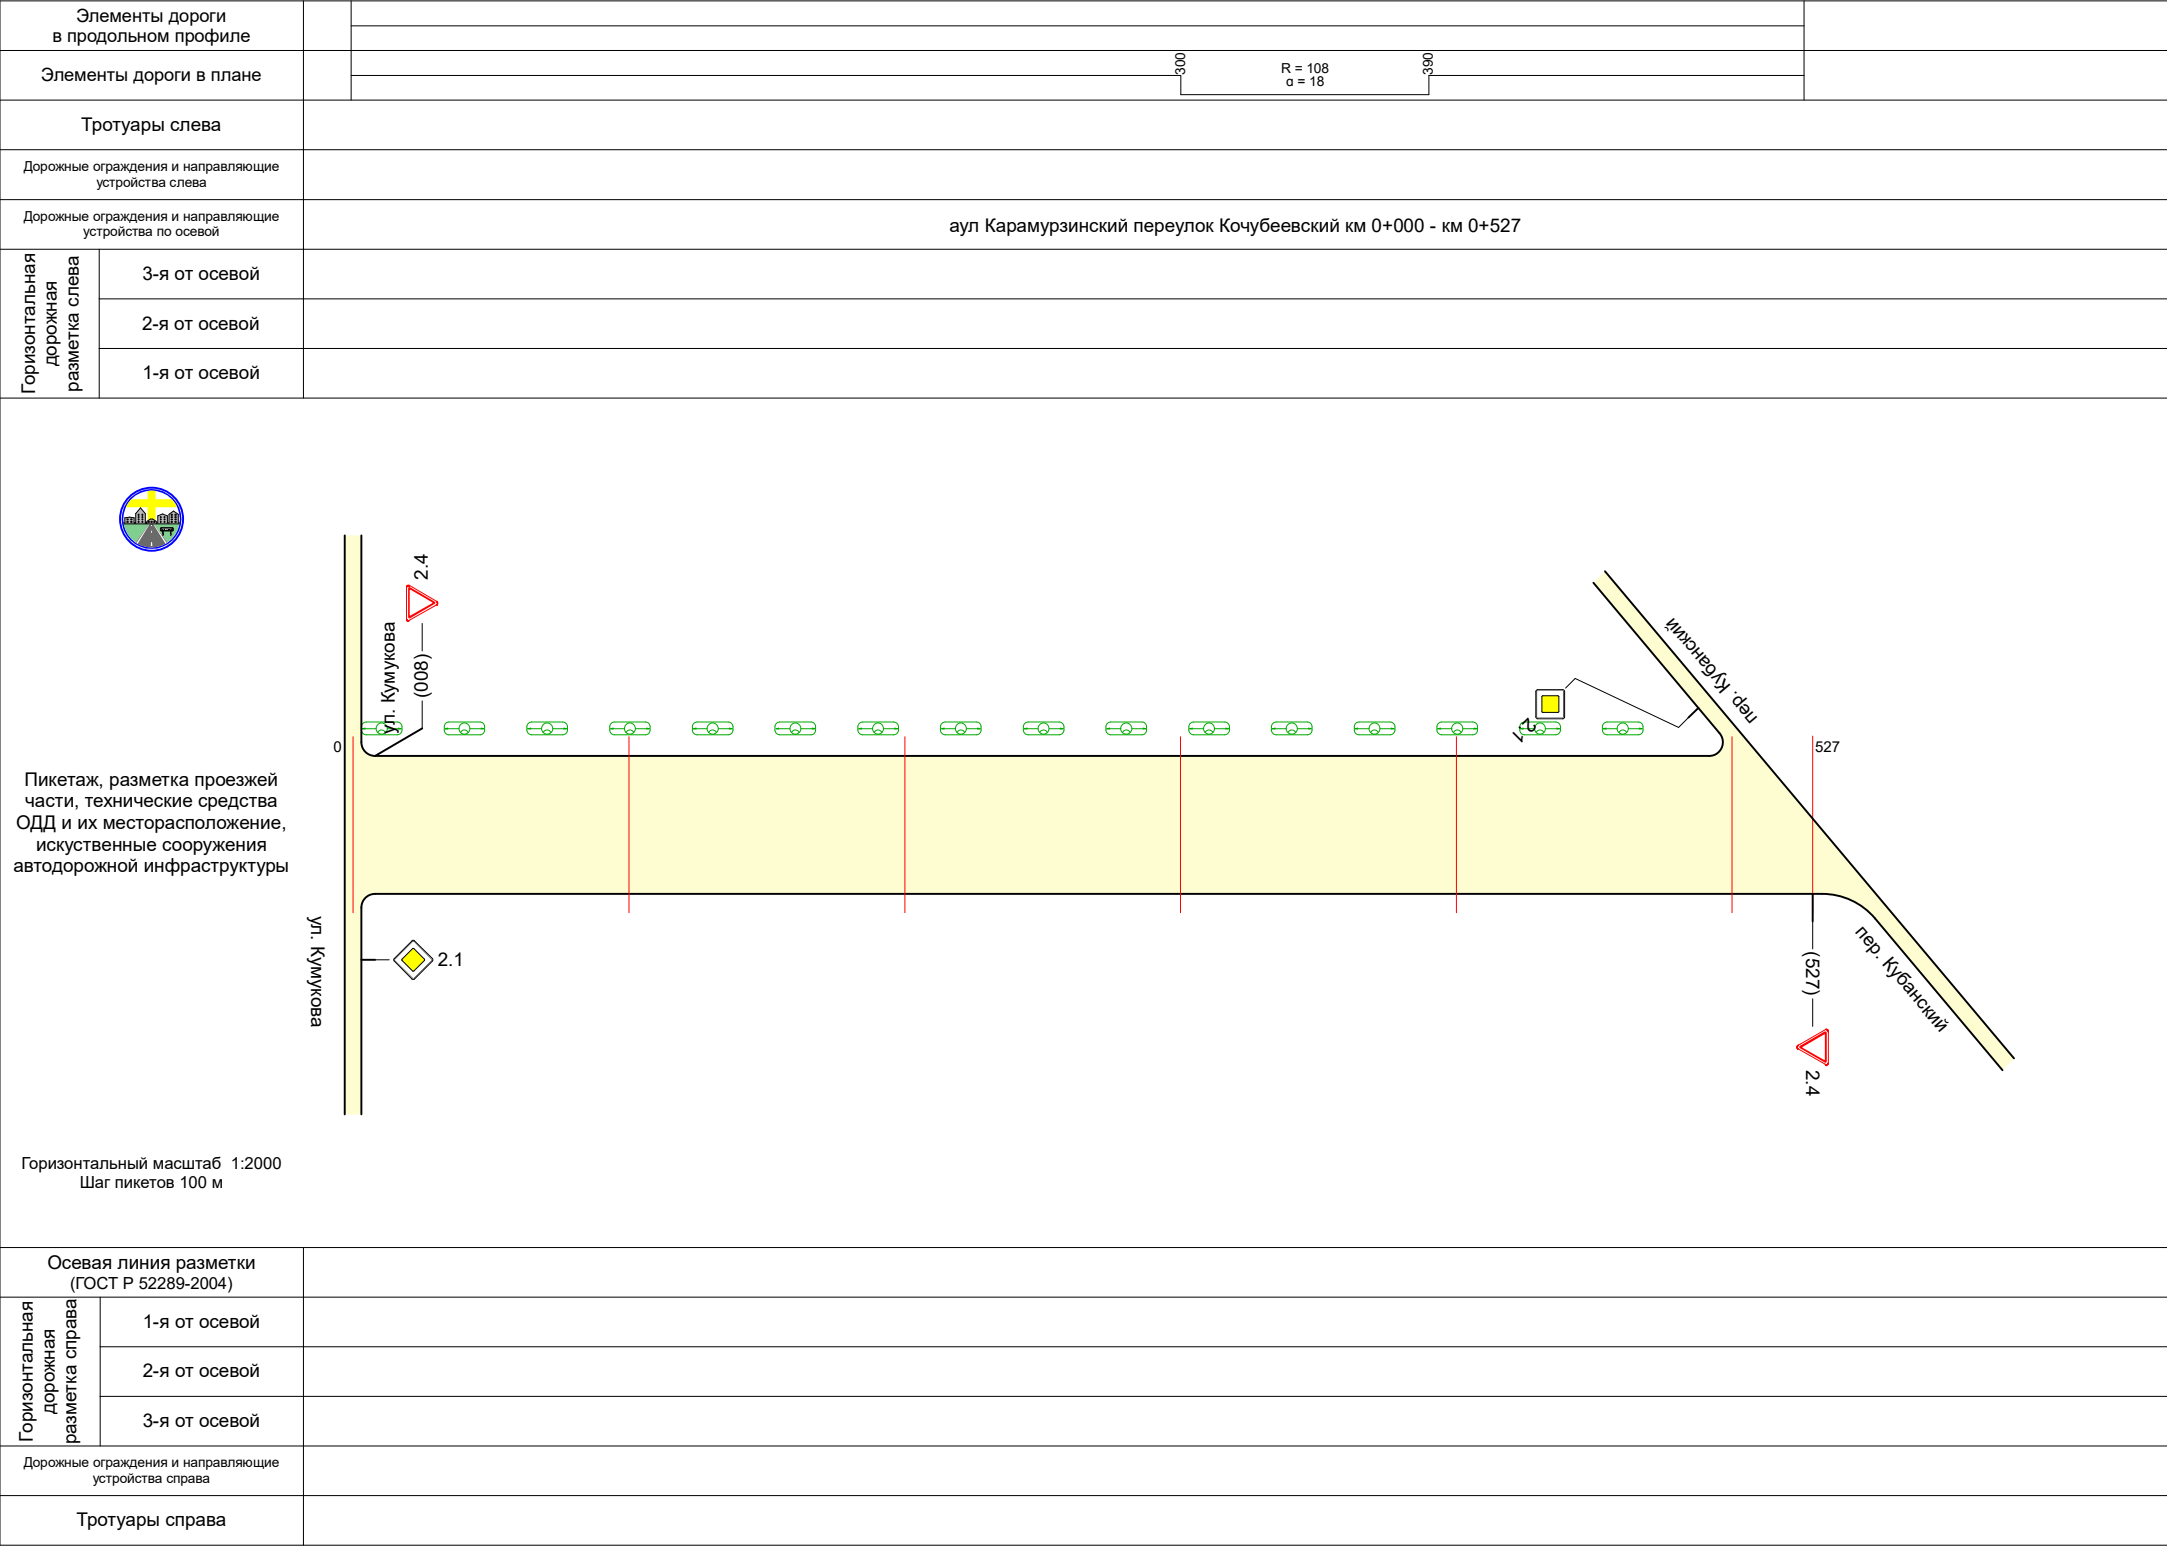 Элементы дороги
в продольном профиле
Элементы дороги в плане
300
R = 108
α = 18
390
Тротуары слева
Дорожные ограждения и направляющие
устройства слева
Дорожные ограждения и направляющие
устройства по осевой
аул Карамурзинский переулок Кочубеевский км 0+000 - км 0+527
Горизонтальная
дорожная
разметка слева
3-я от осевой
2-я от осевой
1-я от осевой
2.4
(008)
ул. Кумукова
пер. Кубанский
2.1
0
527
Пикетаж, разметка проезжей
части, технические средства
ОДД и их месторасположение,
искуственные сооружения
автодорожной инфраструктуры
ул. Кумукова
2.1
пер. Кубанский
(527)
2.4
Горизонтальный масштаб 1:2000
Шаг пикетов 100 м
Осевая линия разметки
(ГОСТ Р 52289-2004)
Горизонтальная
дорожная
разметка справа
1-я от осевой
2-я от осевой
3-я от осевой
Дорожные ограждения и направляющие
устройства справа
Тротуары справа